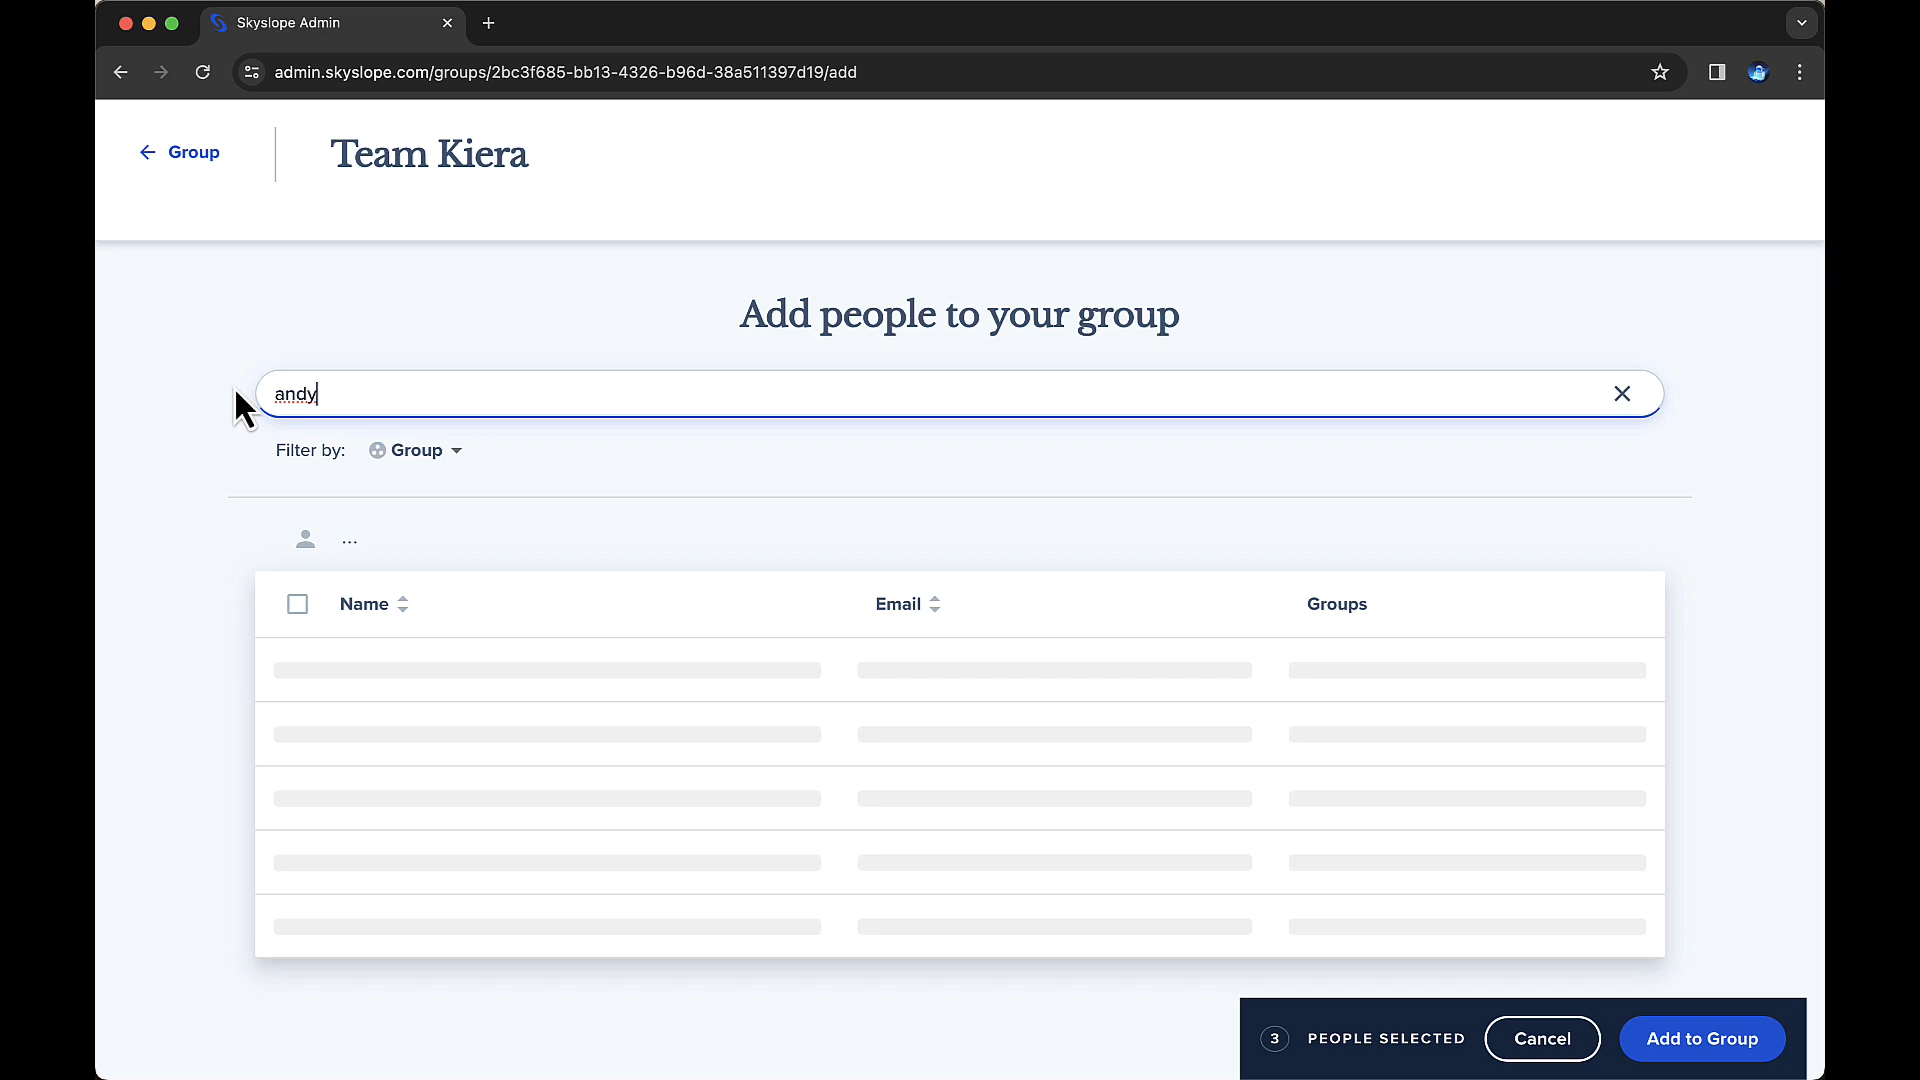 Skyslope Admin
admin.skyslope.com/groups/2bc3f685-bb13-4326-b96d-38a511397d19/add
Group
Team Kiera
Add people to your group
andy
Filter by: Group
...
Name Email Groups
3 PEOPLE SELECTED Cancel Add to Group